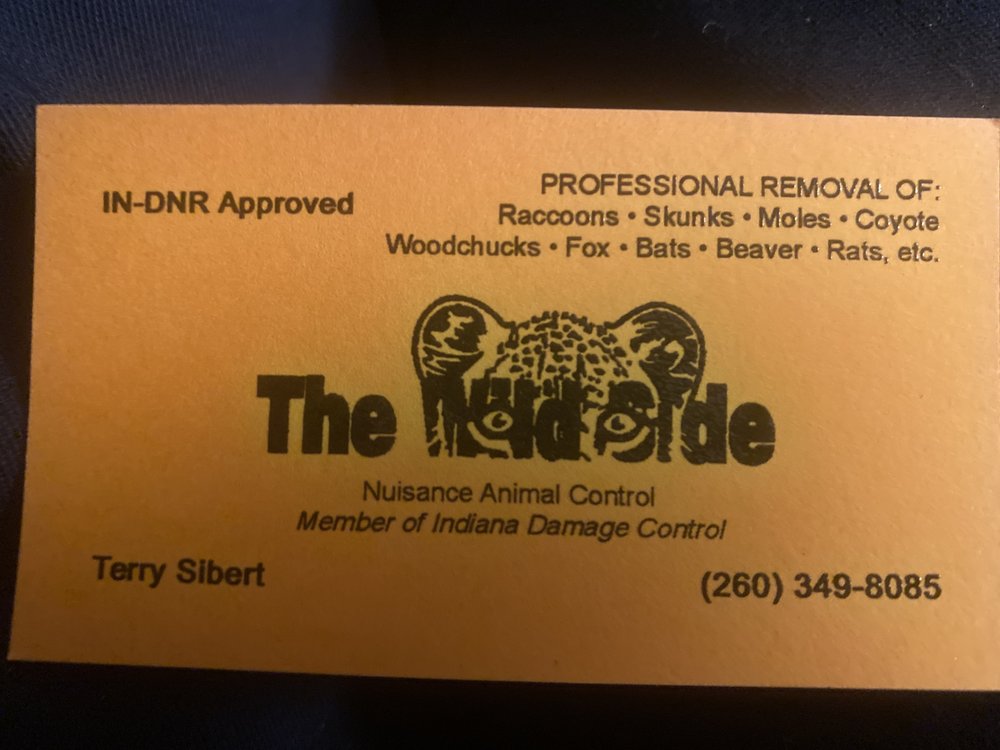 IN-DNR Approved
PROFESSIONAL REMOVAL OF:
Raccoons • Skunks • Moles • Coyote
Woodchucks • Fox • Bats • Beaver • Rats, etc.
The Wild Side
Nuisance Animal Control
Member of Indiana Damage Control
Terry Sibert
(260) 349-8085